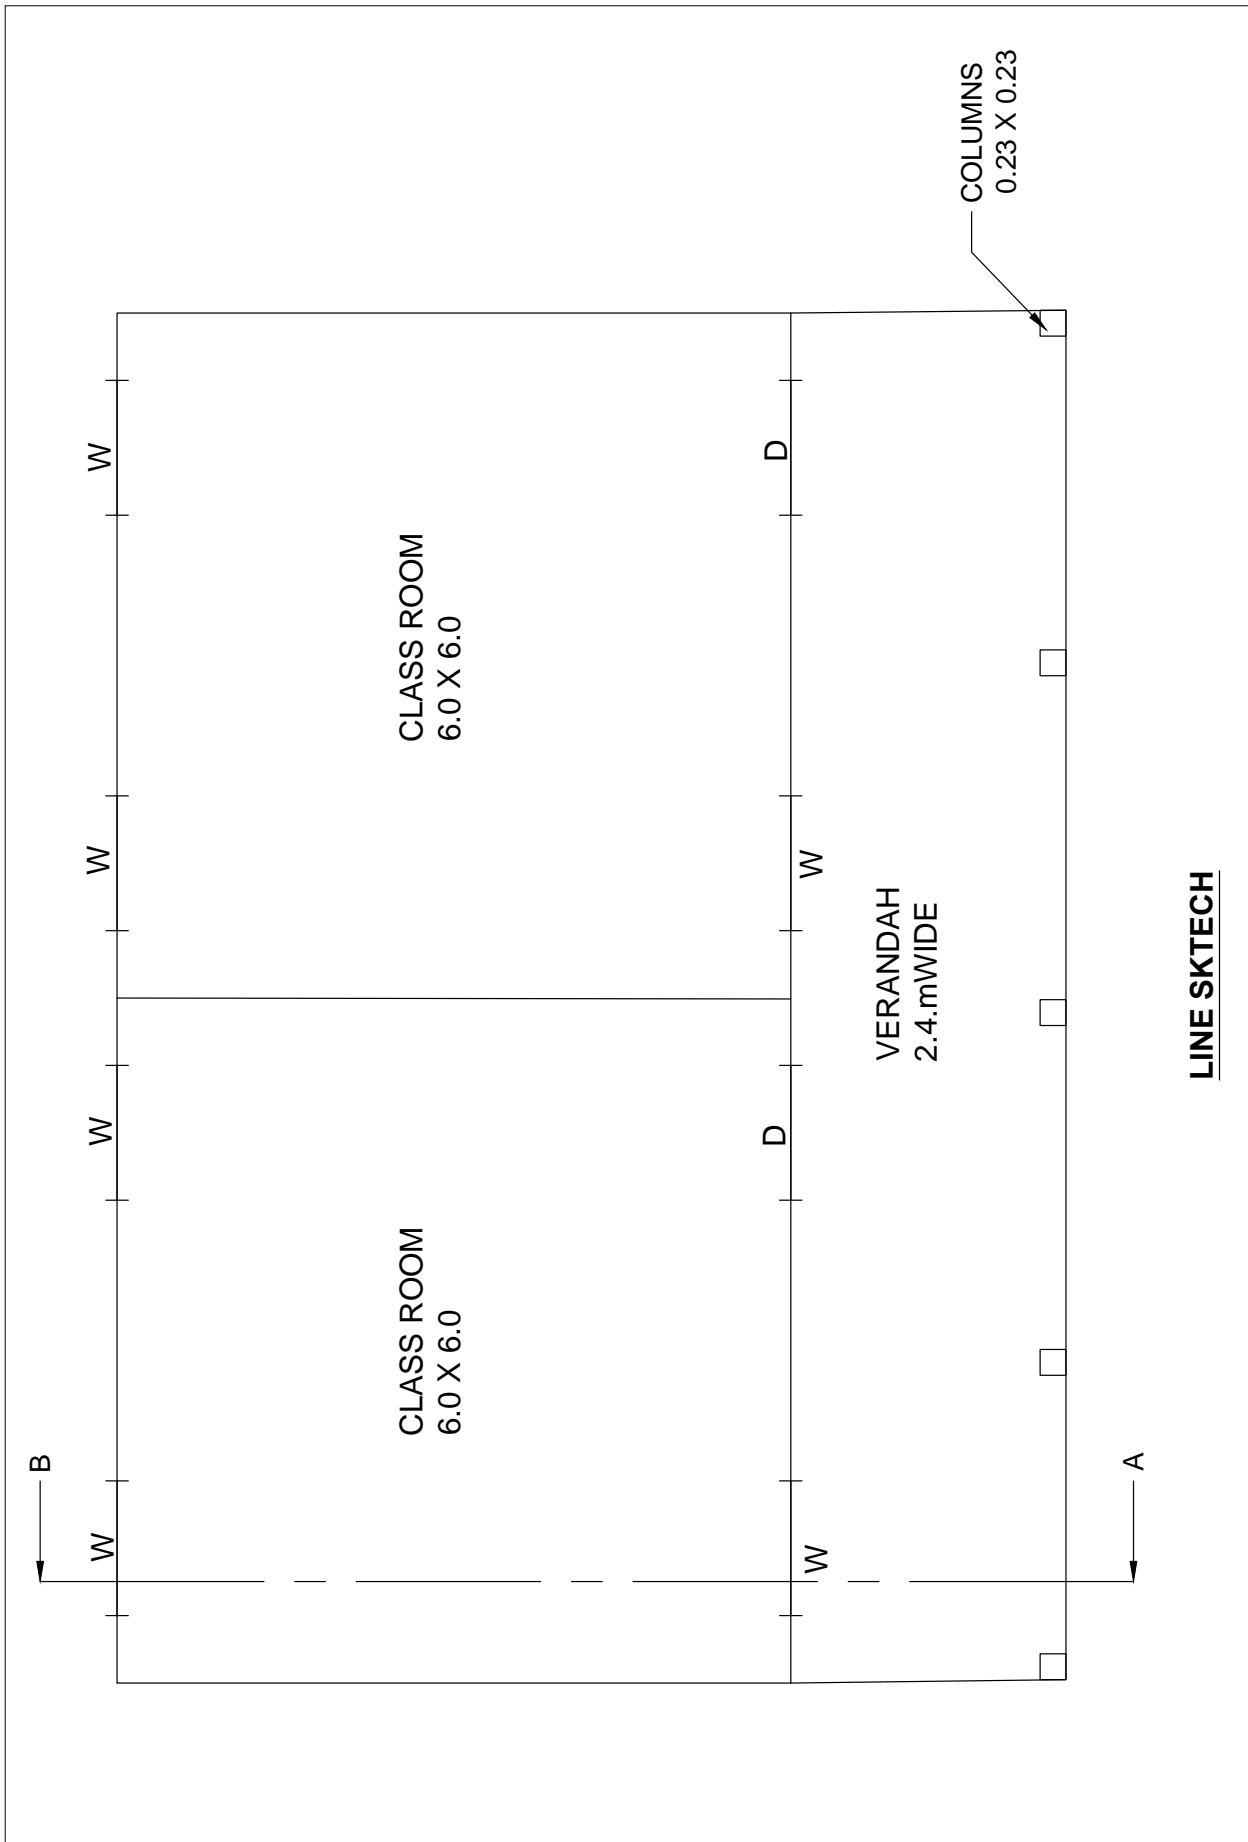 B
W
W
W
W
CLASS ROOM
6.0 X 6.0
CLASS ROOM
6.0 X 6.0
D
D
W
W
VERANDAH
2.4.mWIDE
COLUMNS
0.23 X 0.23
A
LINE SKTECH